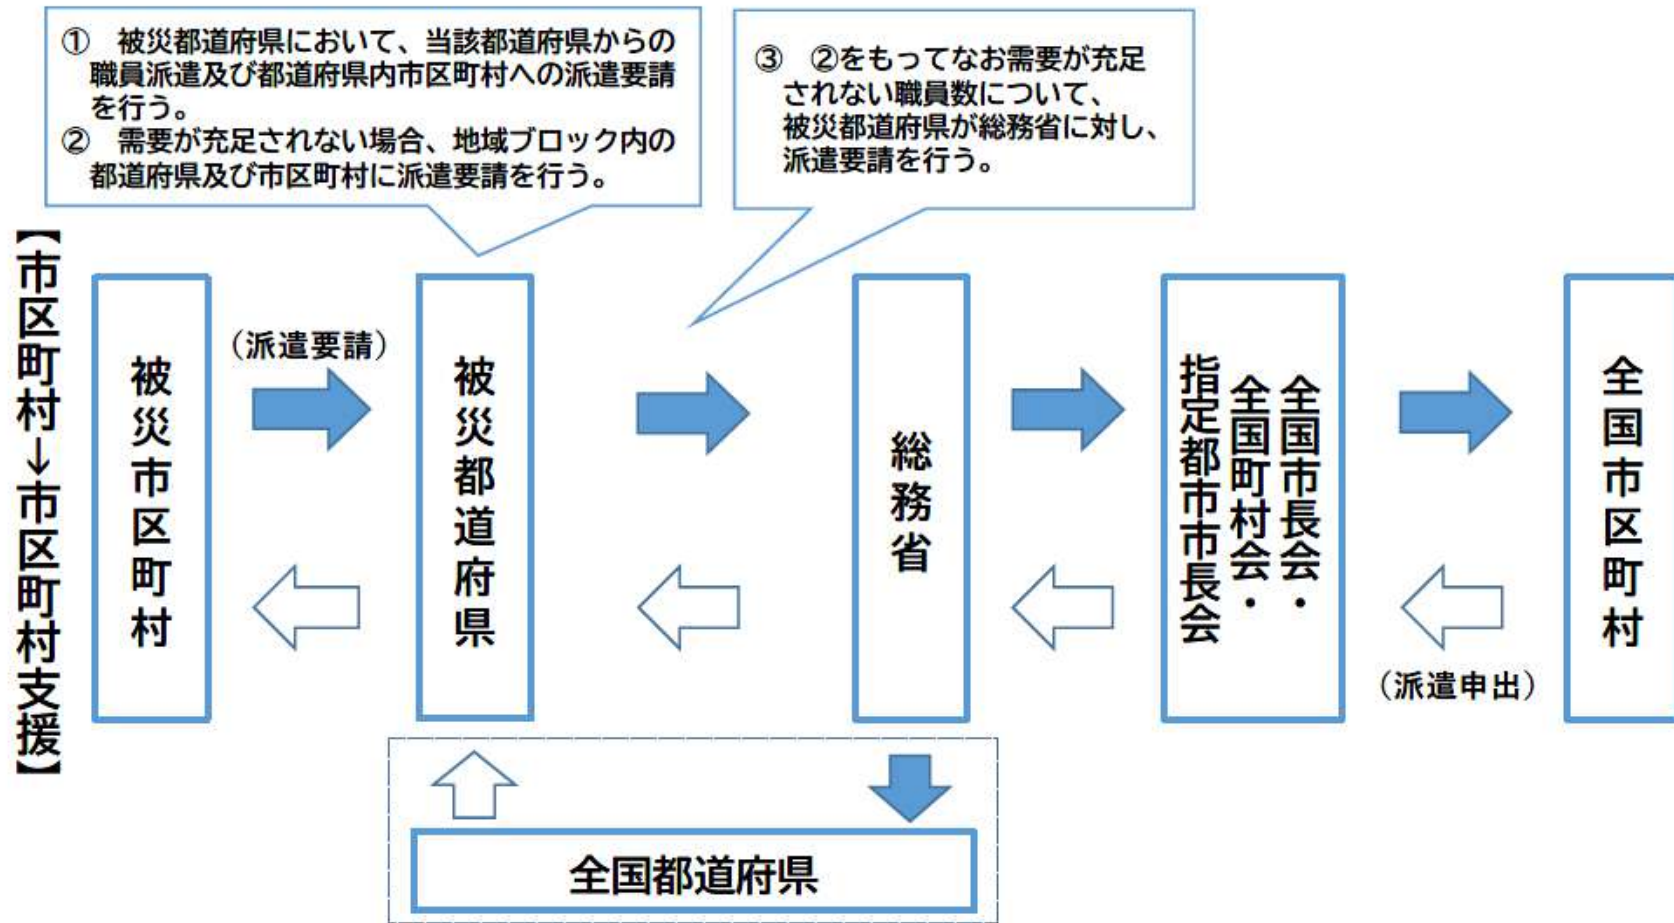 ① 被災都道府県において、当該都道府県からの
職員派遣及び都道府県内市区町村への派遣要請
を行う。
② 需要が充足されない場合、地域ブロック内の
都道府県及び市区町村に派遣要請を行う。
③ ②をもってなお需要が充足
されない職員数について、
被災都道府県が総務省に対し、
派遣要請を行う。
【市区町村→市区町村支援】
被災市区町村
（派遣要請）
被災都道府県
総務省
全国市長会・
全国町村会・
指定都市市長会
全国市区町村
（派遣申出）
全国都道府県